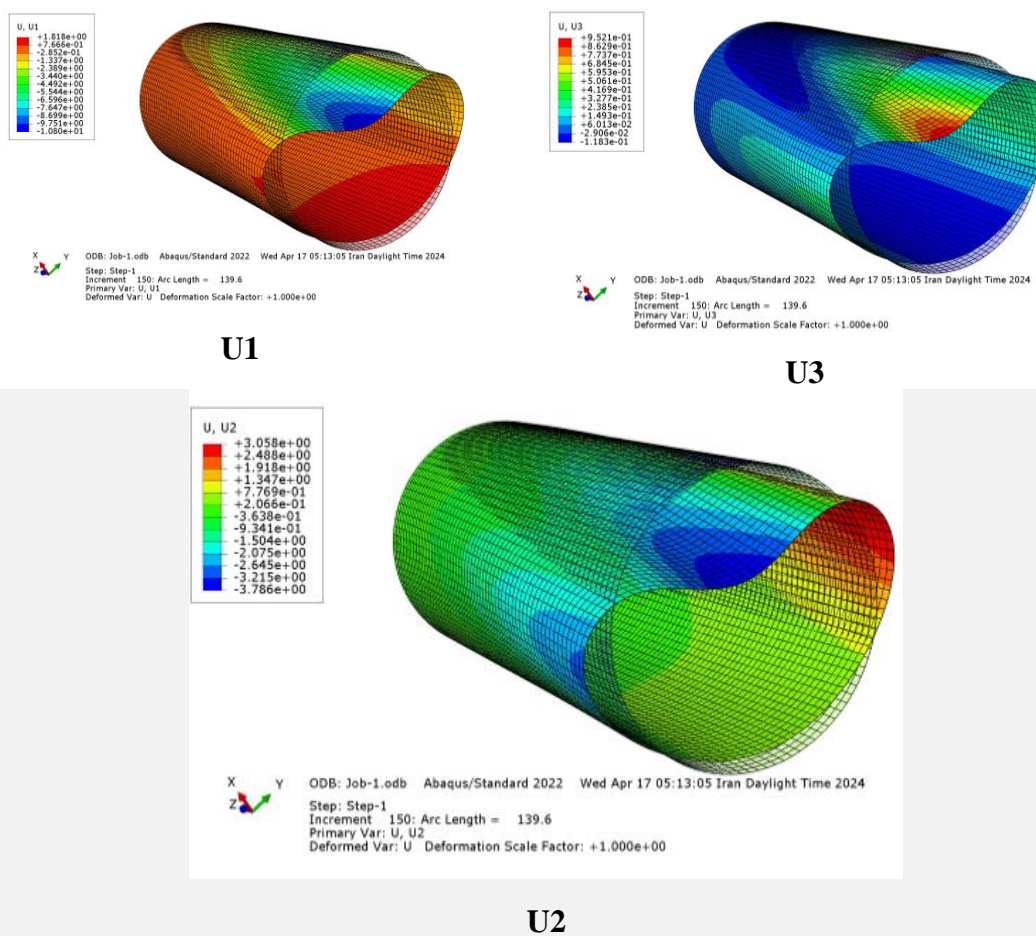 U, U1
+1.818e+00
+7.666e-01
-2.852e-01
-1.337e+00
-2.389e+00
-3.440e+00
-4.492e+00
-5.544e+00
-6.596e+00
-7.647e+00
-8.699e+00
-9.751e+00
-1.080e+01
X
Y
Z
ODB: Job-1.odb Abaqus/Standard 2022 Wed Apr 17 05:13:05 Iran Daylight Time 2024
Step: Step-1
Increment 150: Arc Length = 139.6
Primary Var: U, U1
Deformed Var: U Deformation Scale Factor: +1.000e+00
U1
U, U3
+9.521e-01
+8.629e-01
+7.737e-01
+6.845e-01
+5.953e-01
+5.061e-01
+4.169e-01
+3.277e-01
+2.385e-01
+1.493e-01
+6.013e-02
-2.906e-02
-1.183e-01
X
Y
Z
ODB: Job-1.odb Abaqus/Standard 2022 Wed Apr 17 05:13:05 Iran Daylight Time 2024
Step: Step-1
Increment 150: Arc Length = 139.6
Primary Var: U, U3
Deformed Var: U Deformation Scale Factor: +1.000e+00
U3
U, U2
+3.058e+00
+2.488e+00
+1.918e+00
+1.347e+00
+7.769e-01
+2.066e-01
-3.638e-01
-9.341e-01
-1.504e+00
-2.075e+00
-2.645e+00
-3.215e+00
-3.786e+00
X
Y
Z
ODB: Job-1.odb Abaqus/Standard 2022 Wed Apr 17 05:13:05 Iran Daylight Time 2024
Step: Step-1
Increment 150: Arc Length = 139.6
Primary Var: U, U2
Deformed Var: U Deformation Scale Factor: +1.000e+00
U2